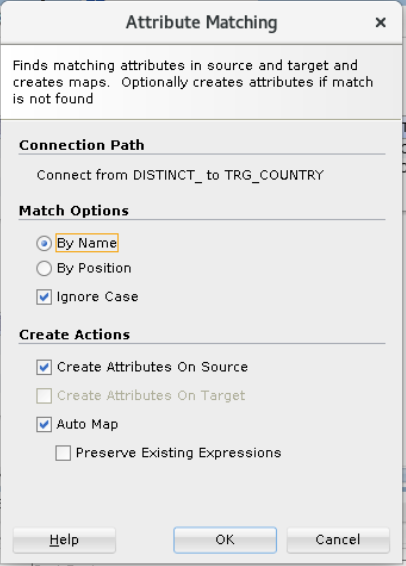 Attribute Matching
Finds matching attributes in source and target and
creates maps.  Optionally creates attributes if match
is not found
Connection Path
Connect from DISTINCT_ to TRG_COUNTRY
Match Options
By Name
By Position
Ignore Case
Create Actions
Create Attributes On Source
Create Attributes On Target
Auto Map
Preserve Existing Expressions
Help
OK
Cancel